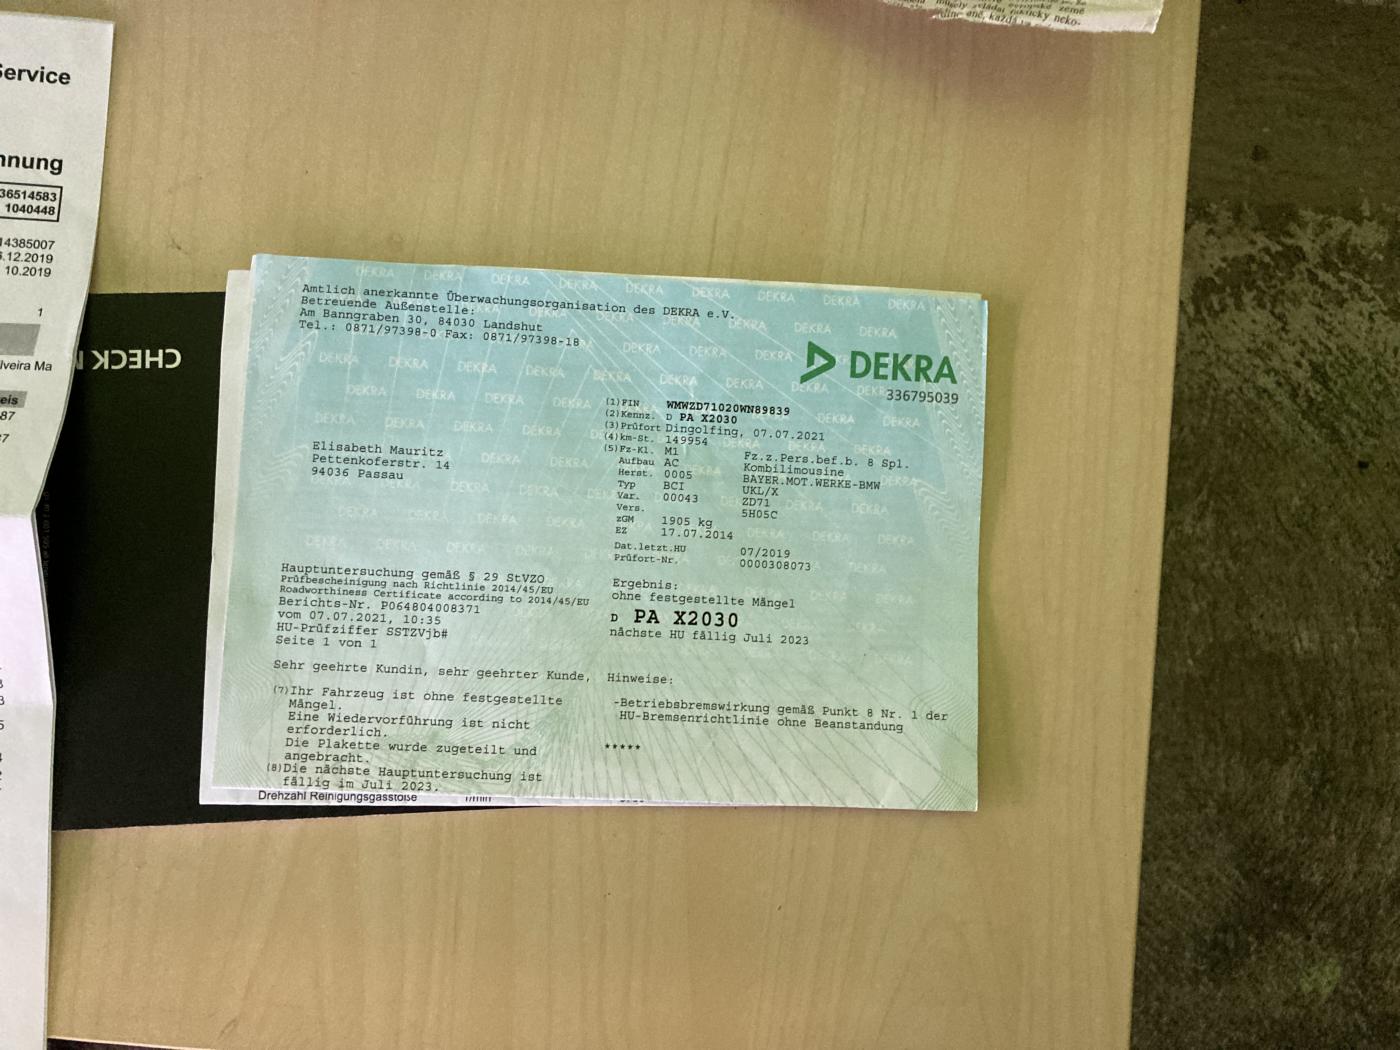 Service
36514583
1040448
14385007
.12.2019
10.2019
1
lveira Ma
eis
87
CHECK
Amtlich anerkannte Überwachungsorganisation des DEKRA e.V.
Betreuende Außenstelle:
Am Banngraben 30, 84030 Landshut
Tel.: 0871/97398-0 Fax: 0871/97398-18
DEKRA
336795039
Elisabeth Mauritz
Pettenkoferstr. 14
94036 Passau
(1) FIN WMWZD71020WN89839
(2) Kennz. D PA X2030
(3) Prüfort Dingolfing, 07.07.2021
(4) km-St. 149954
(5) Fz-Kl. M1 Fz.z.Pers.bef.b. 8 Spl.
Aufbau AC Kombilimousine
Herst. 0005 BAYER.MOT.WERKE-BMW
Typ BCI UKL/X
Var. 00043 ZD71
Vers. 5H05C
zGM 1905 kg
EZ 17.07.2014
Dat.letzt.HU 07/2019
Prüfort-Nr. 0000308073
Hauptuntersuchung gemäß § 29 StVZO
Prüfbescheinigung nach Richtlinie 2014/45/EU
Roadworthiness Certificate according to 2014/45/EU
Berichts-Nr. P064804008371
vom 07.07.2021, 10:35
HU-Prüfziffer SSTZVjb#
Seite 1 von 1
Ergebnis:
ohne festgestellte Mängel
D PA X2030
nächste HU fällig Juli 2023
Sehr geehrte Kundin, sehr geehrter Kunde,
(7) Ihr Fahrzeug ist ohne festgestellte
Mängel.
Eine Wiedervorführung ist nicht
erforderlich.
Die Plakette wurde zugeteilt und
angebracht.
(8) Die nächste Hauptuntersuchung ist
fällig im Juli 2023.
Hinweise:
-Betriebsbremswirkung gemäß Punkt 8 Nr. 1 der
HU-Bremsenrichtlinie ohne Beanstandung
*****
Drehzahl Reinigungsgasstöße